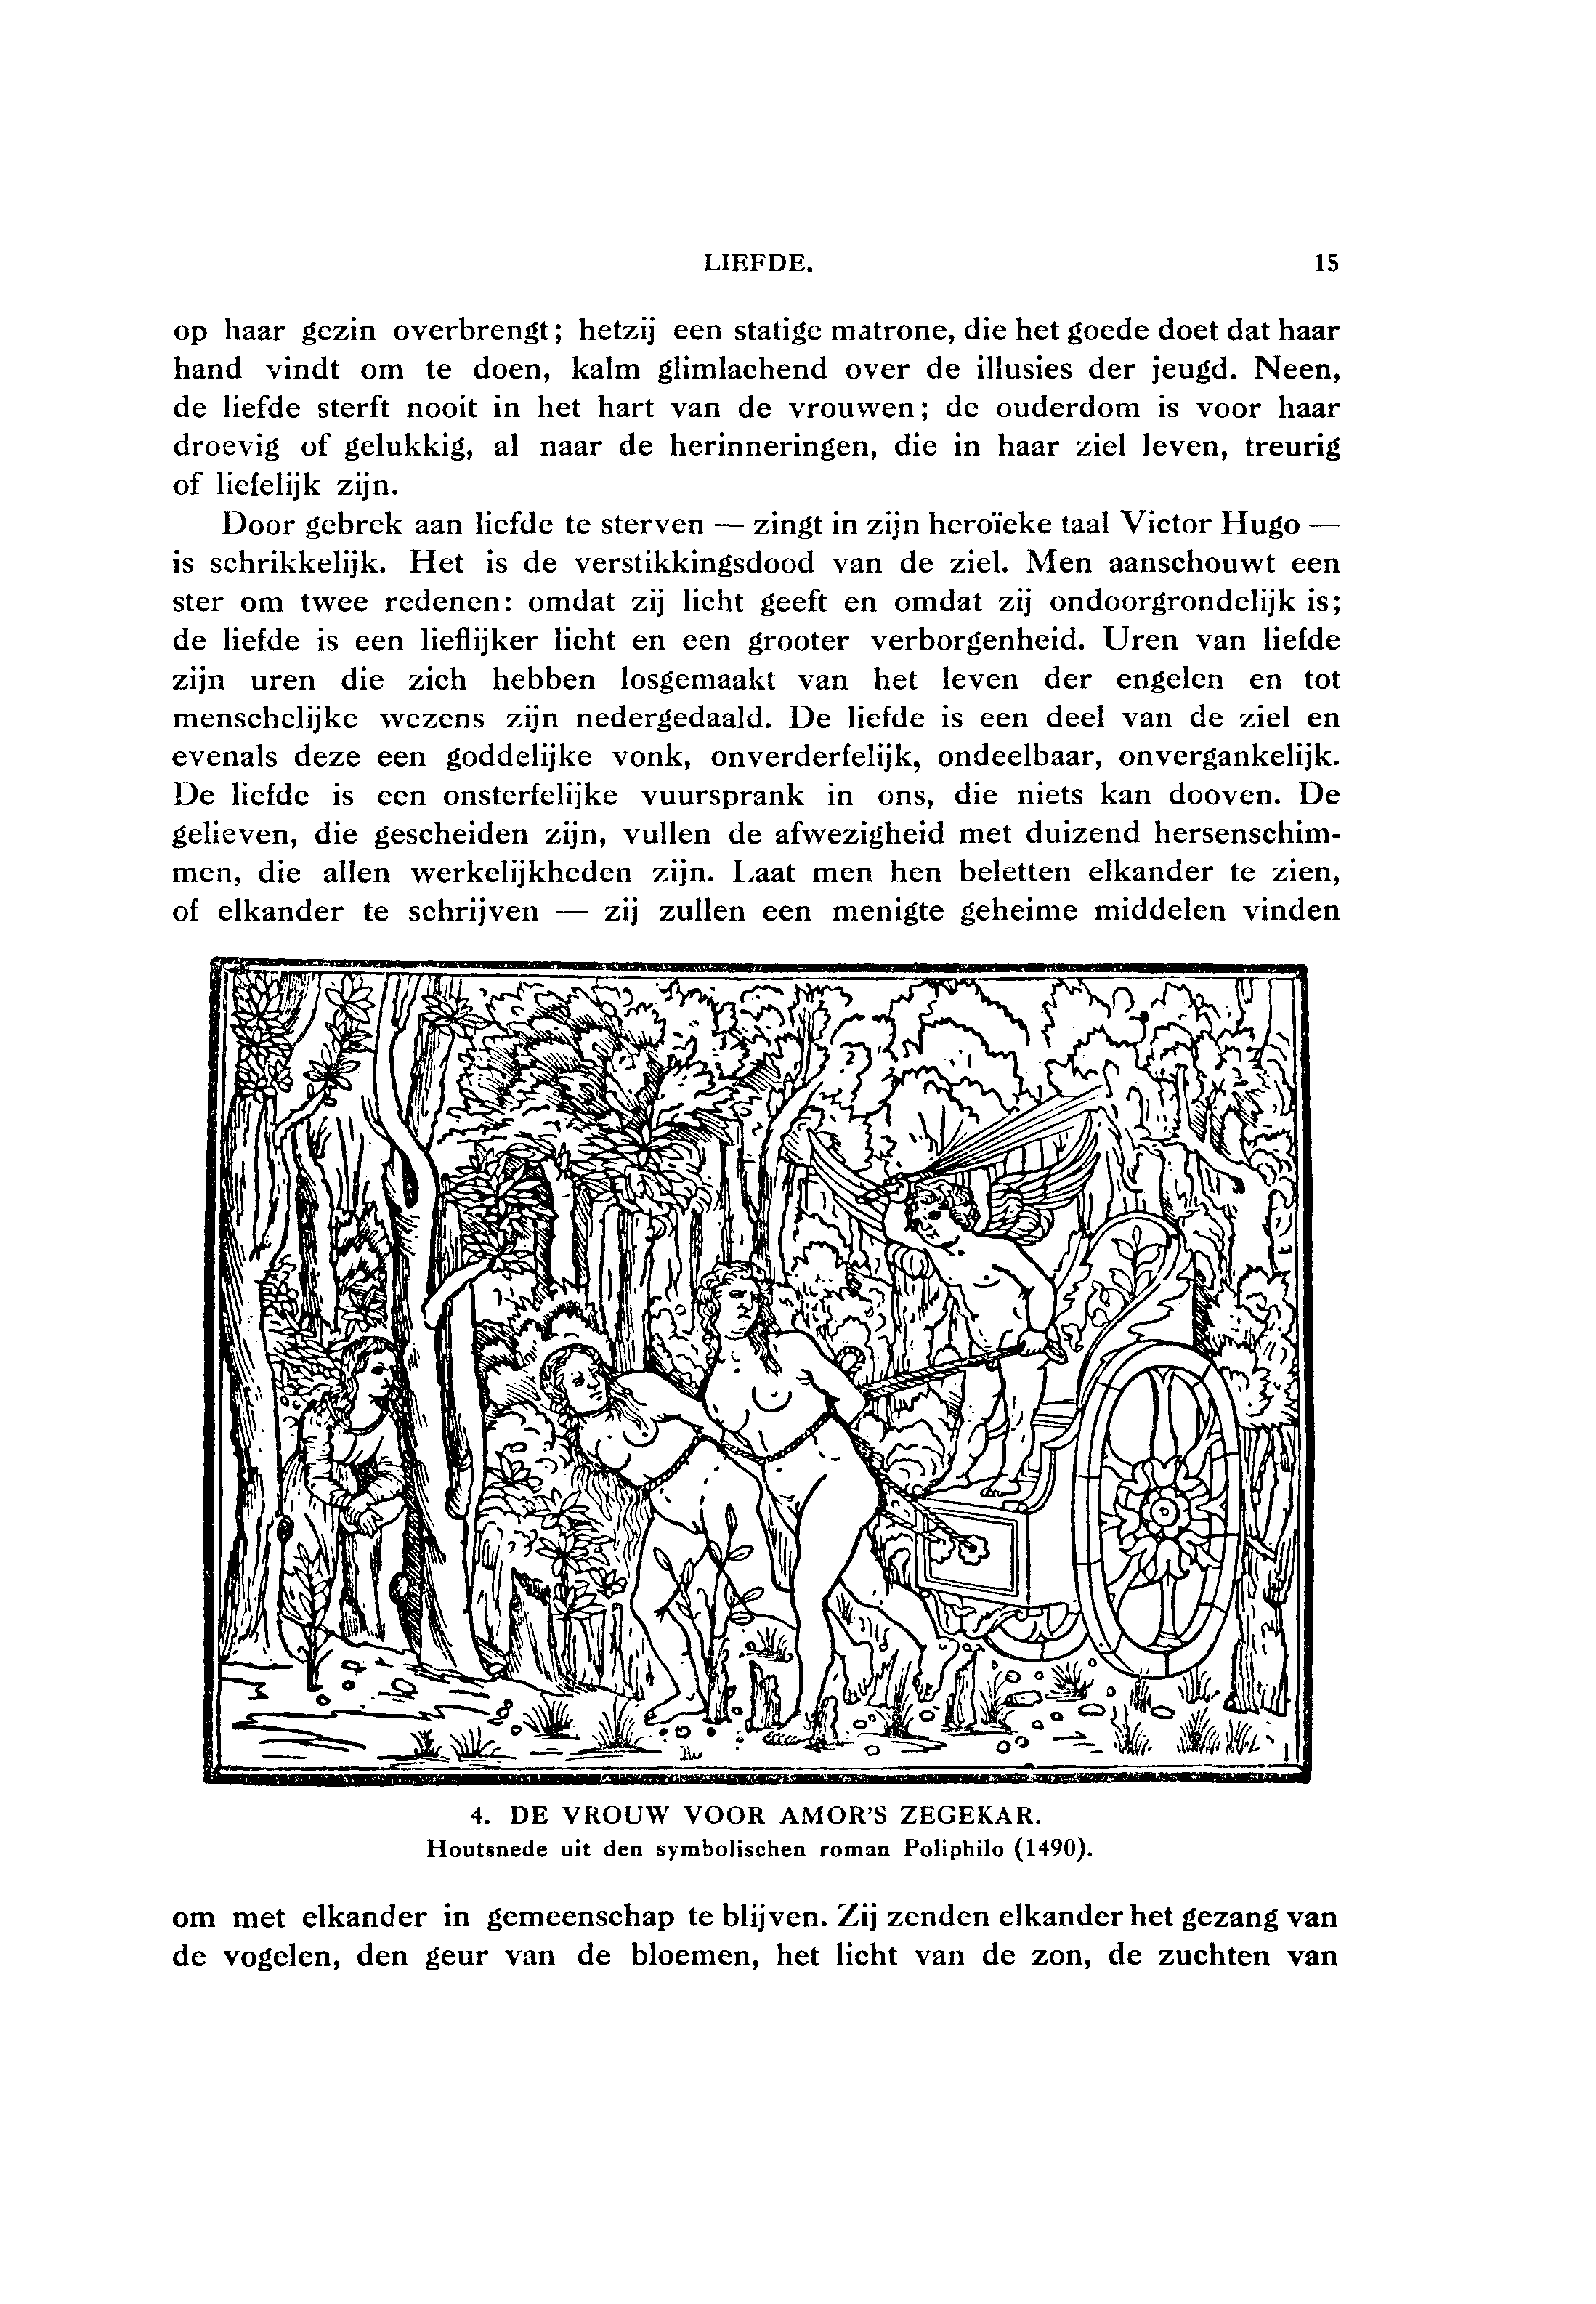 LIEFDE. 15
op haar gezin overbrengt; hetzij een statige matrone, die het goede doet dat haar
hand vindt om te doen, kalm glimlachend over de illusies der jeugd. Neen,
de liefde sterft nooit in het hart van de vrouwen; de ouderdom is voor haar
droevig of gelukkig, al naar de herinneringen, die in haar ziel leven, treurig
of liefelijk zijn.
Door gebrek aan liefde te sterven — zingt in zijn heroïeke taal Victor Hugo —
is schrikkelijk. Het is de verstikkingsdood van de ziel. Men aanschouwt een
ster om twee redenen: omdat zij licht geeft en omdat zij ondoorgrondelijk is;
de liefde is een lieflijker licht en een grooter verborgenheid. Uren van liefde
zijn uren die zich hebben losgemaakt van het leven der engelen en tot
menschelijke wezens zijn nedergedaald. De liefde is een deel van de ziel en
evenals deze een goddelijke vonk, onverderfelijk, ondeelbaar, onvergankelijk.
De liefde is een onsterfelijke vuursprank in ons, die niets kan dooven. De
gelieven, die gescheiden zijn, vullen de afwezigheid met duizend hersenschim-
men, die allen werkelijkheden zijn. Laat men hen beletten elkander te zien,
of elkander te schrijven — zij zullen een menigte geheime middelen vinden
4. DE VROUW VOOR AMOR'S ZEGEKAR.
Houtsnede uit den symbolischen roman Poliphilo (1490).
om met elkander in gemeenschap te blijven. Zij zenden elkander het gezang van
de vogelen, den geur van de bloemen, het licht van de zon, de zuchten van